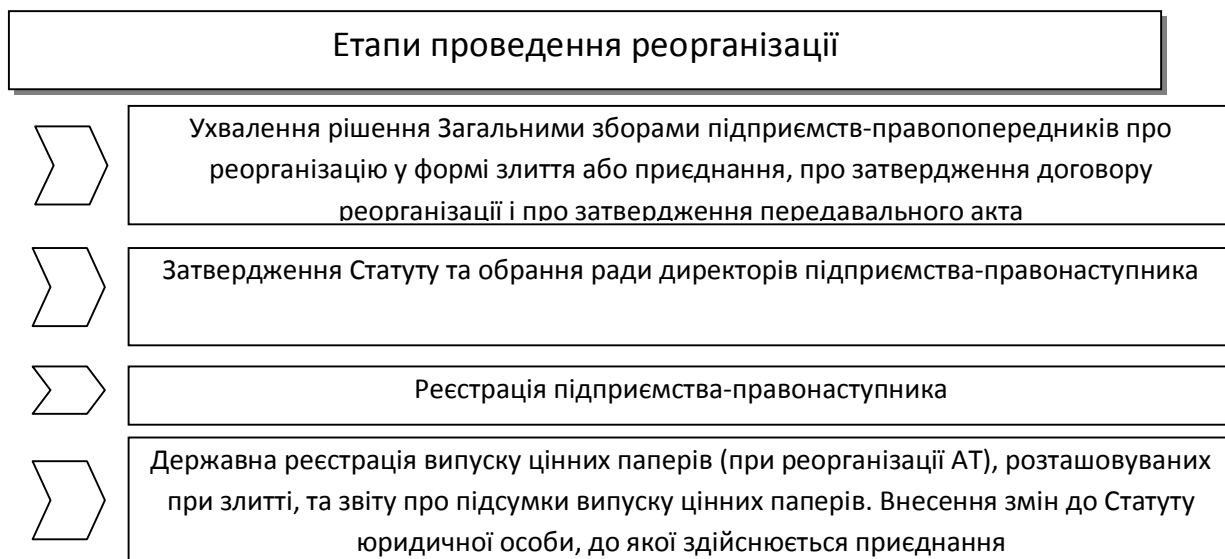 Етапи проведення реорганізації
Ухвалення рішення Загальними зборами підприємств-правопопередників про
реорганізацію у формі злиття або приєднання, про затвердження договору
реорганізації і про затвердження передавального акта
Затвердження Статуту та обрання ради директорів підприємства-правонаступника
Реєстрація підприємства-правонаступника
Державна реєстрація випуску цінних паперів (при реорганізації АТ), розташовуваних
при злитті, та звіту про підсумки випуску цінних паперів. Внесення змін до Статуту
юридичної особи, до якої здійснюється приєднання